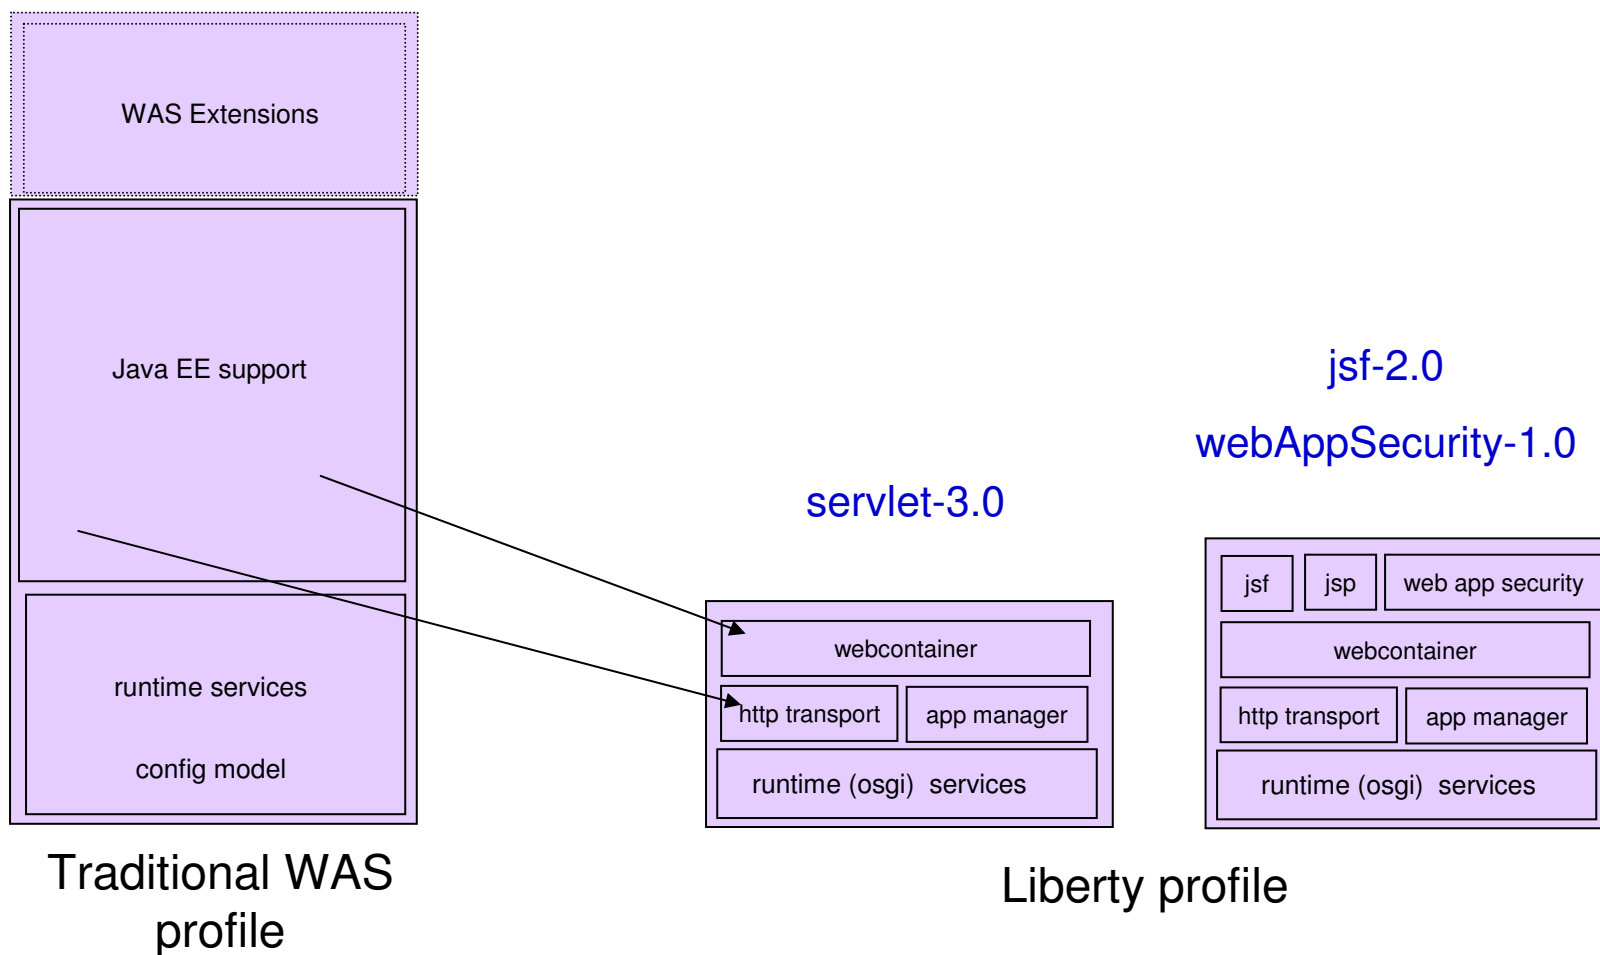 WAS Extensions
Java EE support
runtime services
config model
Traditional WAS
profile
servlet-3.0
webcontainer
http transport
app manager
runtime (osgi) services
jsf-2.0
webAppSecurity-1.0
jsf
jsp
web app security
webcontainer
http transport
app manager
runtime (osgi) services
Liberty profile